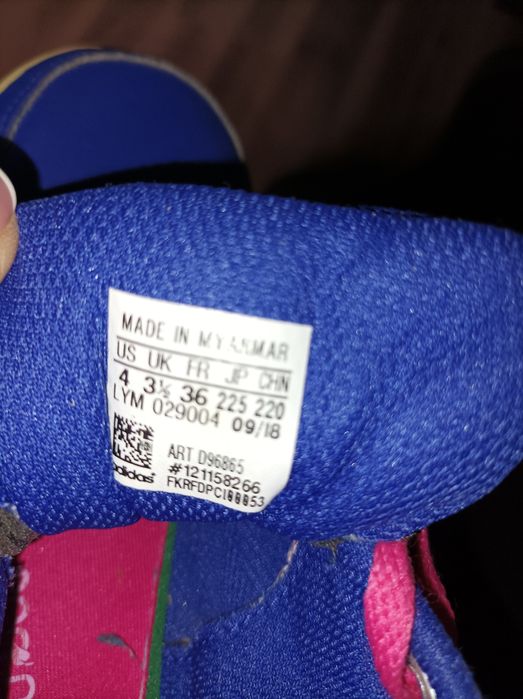 MADE IN MYANMAR
US UK FR JP CHN
4 3½ 36 225 220
LYM 029004 09/18
ART D96865
#121158266
adidas